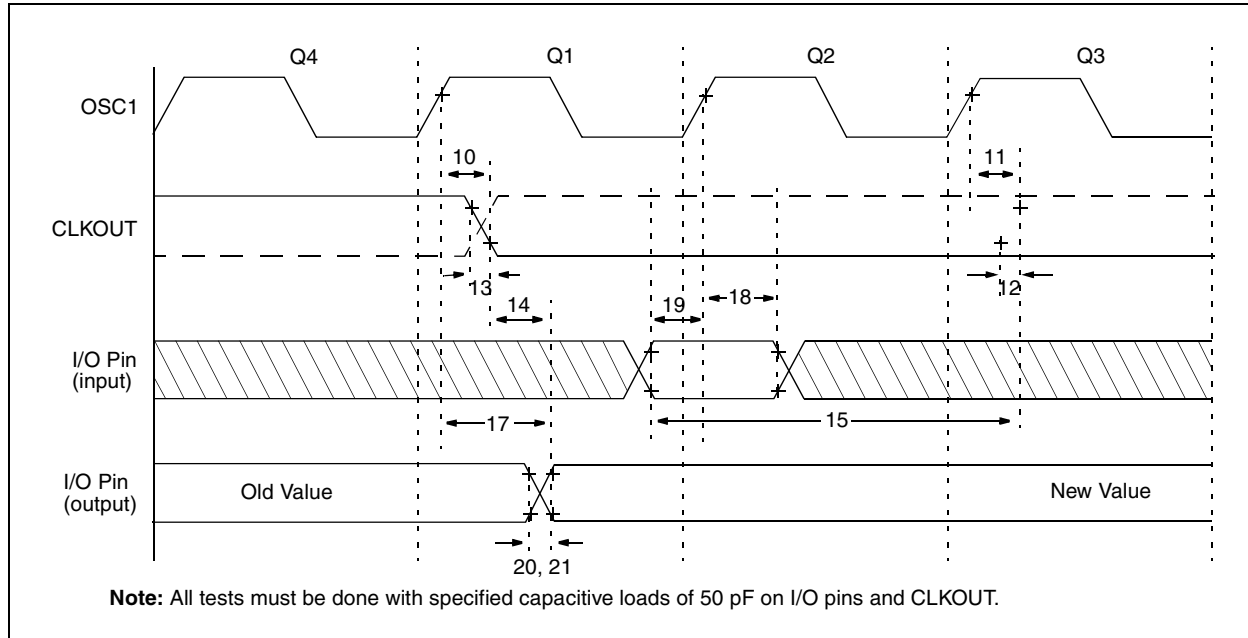 Q4 Q1 Q2 Q3
OSC1
10 11
CLKOUT
13 12
14 19 18
I/O Pin
(input)
17 15
I/O Pin
(output)
Old Value New Value
20, 21
Note: All tests must be done with specified capacitive loads of 50 pF on I/O pins and CLKOUT.